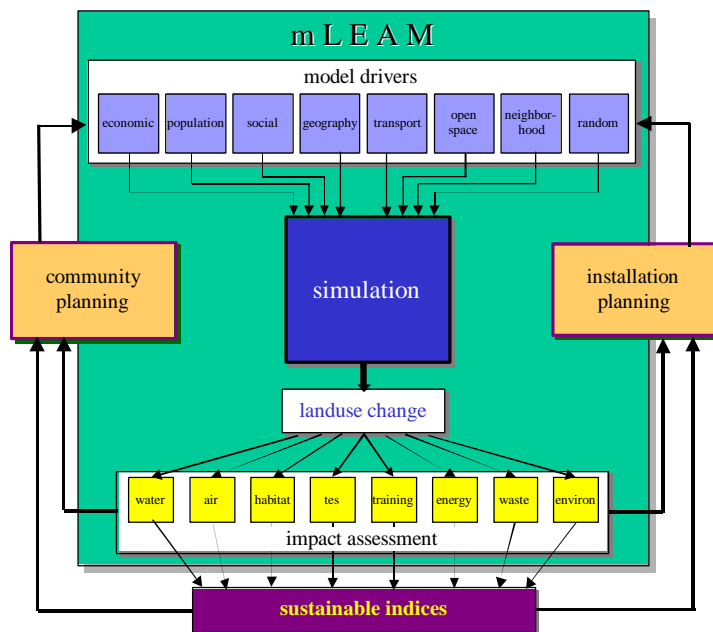 m L E A M
model drivers
economic population social geography transport open space neighbor-hood random
community planning
installation planning
simulation
landuse change
water air habitat tes training energy waste environ
impact assessment
sustainable indices